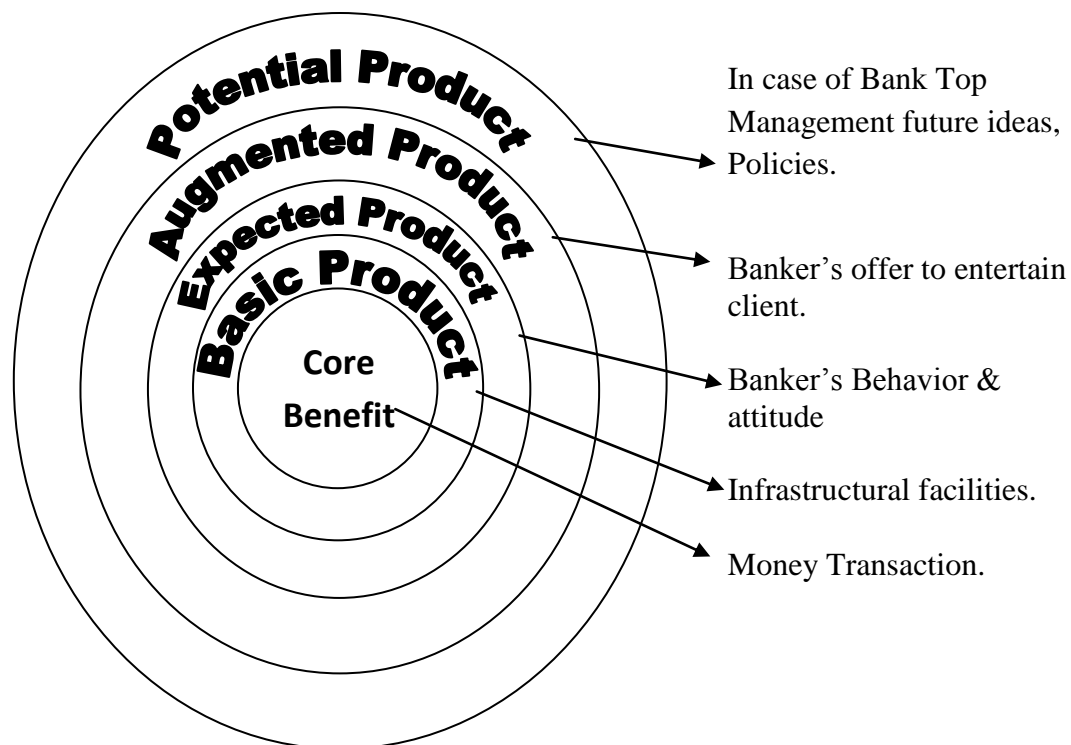 Potential Product
Augmented Product
Expected Product
Basic Product
Core
Benefit
In case of Bank Top
Management future ideas,
Policies.
Banker’s offer to entertain
client.
Banker’s Behavior &
attitude
Infrastructural facilities.
Money Transaction.